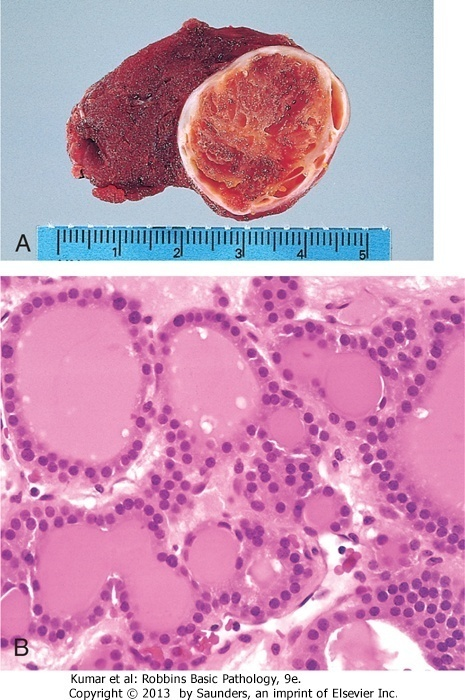 A
1 2 3 4 5
B
Kumar et al: Robbins Basic Pathology, 9e.
Copyright © 2013 by Saunders, an imprint of Elsevier Inc.